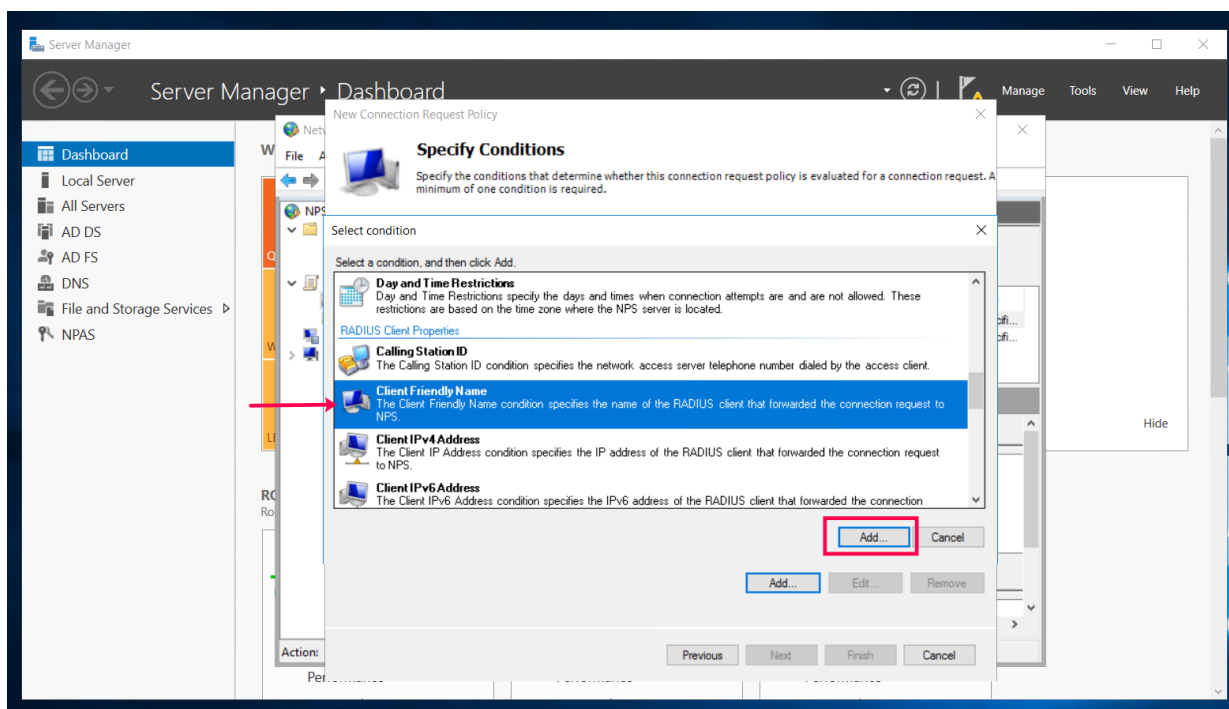 Server Manager
Server Manager • Dashboard
Manage Tools View Help
Dashboard
Local Server
All Servers
AD DS
AD FS
DNS
File and Storage Services
NPAS
W
File A
NPS
Q
W
RO
Ro
Action:
Hide
New Connection Request Policy
Specify Conditions
Specify the conditions that determine whether this connection request policy is evaluated for a connection request. A
minimum of one condition is required.
Select condition
Select a condition, and then click Add.
Day and Time Restrictions
Day and Time Restrictions specify the days and times when connection attempts are and are not allowed. These
restrictions are based on the time zone where the NPS server is located.
RADIUS Client Properties
Calling Station ID
The Calling Station ID condition specifies the network access server telephone number dialed by the access client.
Client Friendly Name
The Client Friendly Name condition specifies the name of the RADIUS client that forwarded the connection request to
NPS.
Client IPv4 Address
The Client IP Address condition specifies the IP address of the RADIUS client that forwarded the connection request
to NPS.
Client IPv6 Address
The Client IPv6 Address condition specifies the IPv6 address of the RADIUS client that forwarded the connection
Add... Cancel
Add... Edit... Remove
Previous Next Finish Cancel